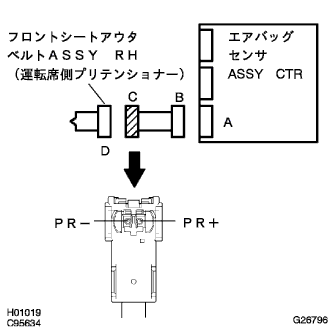 フロントシートアウタ
ベルトＡＳＳＹ ＲＨ
（運転席側プリテンショナー）
エアバッグ
センサ
ASSY CTR
C
B
A
D
PR－
PR＋
H01019
C95634
G26796